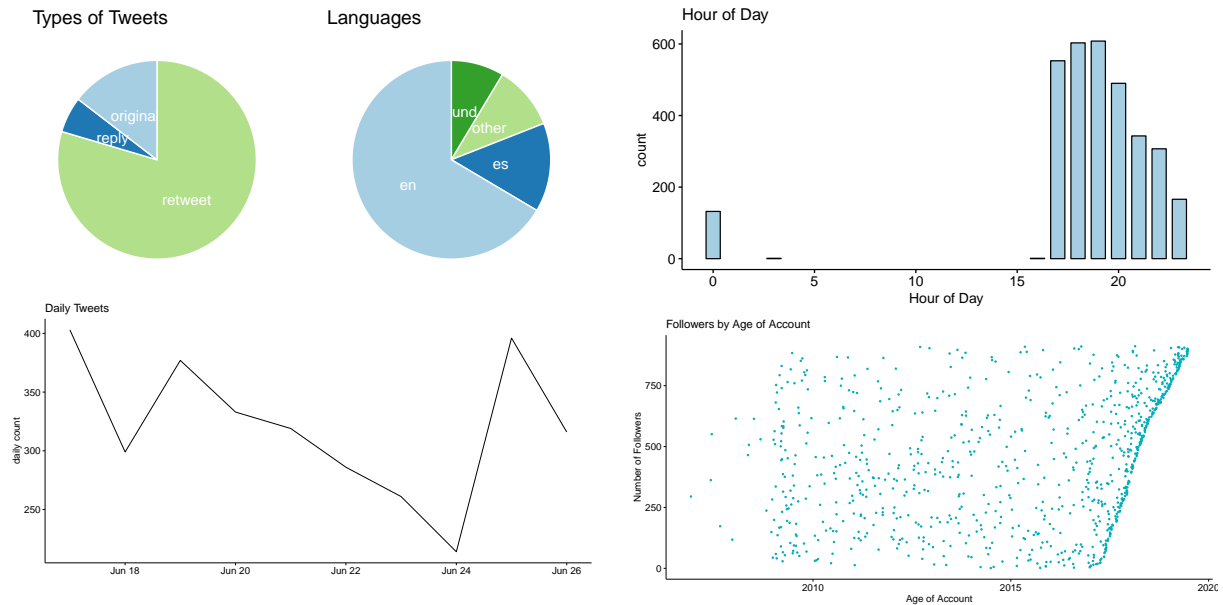 Types of Tweets
original
reply
retweet
Languages
und
other
es
en
Hour of Day
600
400
200
0
count
0 5 10 15 20
Hour of Day
Daily Tweets
400
350
300
250
daily count
Jun 18 Jun 20 Jun 22 Jun 24 Jun 26
Followers by Age of Account
750
500
250
0
Number of Followers
2010 2015 2020
Age of Account